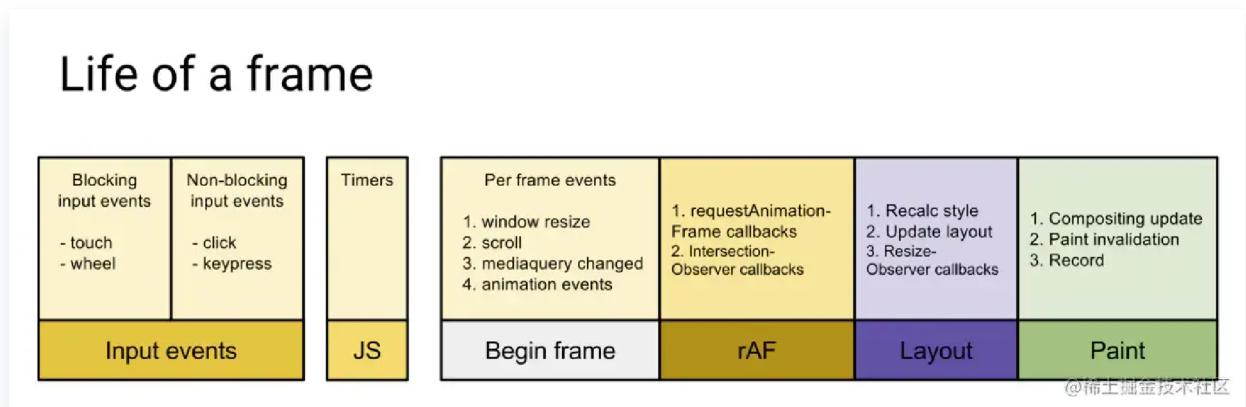 Life of a frame
Blocking
input events
- touch
- wheel
Non-blocking
input events
- click
- keypress
Input events
Timers
JS
Per frame events
1. window resize
2. scroll
3. mediaquery changed
4. animation events
Begin frame
1. requestAnimation-
Frame callbacks
2. Intersection-
Observer callbacks
rAF
1. Recalc style
2. Update layout
3. Resize-
Observer callbacks
Layout
1. Compositing update
2. Paint invalidation
3. Record
Paint
@稀土掘金技术社区